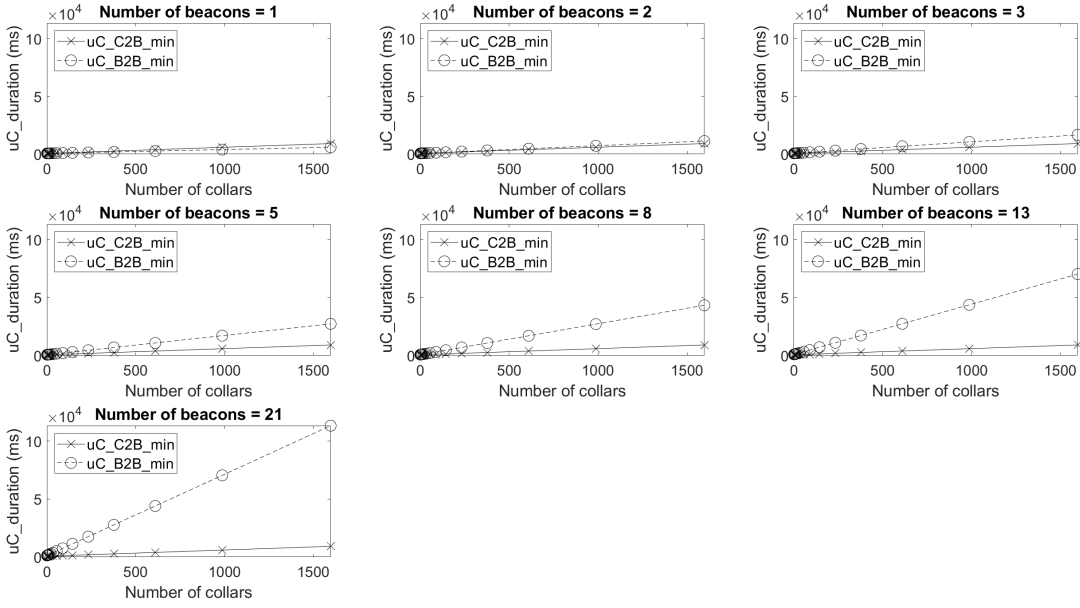 ×10⁴ Number of beacons = 1
uC_duration (ms)
10
5
0
uC_C2B_min
uC_B2B_min
0 500 1000 1500
Number of collars
×10⁴ Number of beacons = 2
uC_duration (ms)
10
5
0
uC_C2B_min
uC_B2B_min
0 500 1000 1500
Number of collars
×10⁴ Number of beacons = 3
uC_duration (ms)
10
5
0
uC_C2B_min
uC_B2B_min
0 500 1000 1500
Number of collars
×10⁴ Number of beacons = 5
uC_duration (ms)
10
5
0
uC_C2B_min
uC_B2B_min
0 500 1000 1500
Number of collars
×10⁴ Number of beacons = 8
uC_duration (ms)
10
5
0
uC_C2B_min
uC_B2B_min
0 500 1000 1500
Number of collars
×10⁴ Number of beacons = 13
uC_duration (ms)
10
5
0
uC_C2B_min
uC_B2B_min
0 500 1000 1500
Number of collars
×10⁴ Number of beacons = 21
uC_duration (ms)
10
5
0
uC_C2B_min
uC_B2B_min
0 500 1000 1500
Number of collars